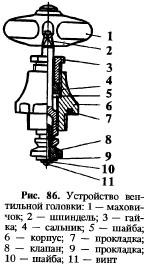 1
2
3
4
5
6
7
8
9
10
11
Рис. 86. Устройство вен-
тильной головки: 1 — махови-
чок; 2 — шпиндель; 3 — гай-
ка; 4 — сальник; 5 — шайба;
6 — корпус; 7 — прокладка;
8 — клапан; 9 — прокладка;
10 — шайба; 11 — винт